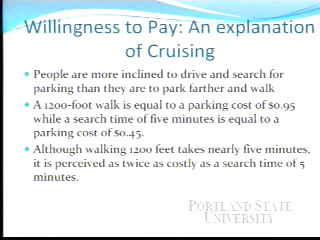 Willingness to Pay: An explanation
of Cruising
People are more inclined to drive and search for
parking than they are to park farther and walk
A 1200-foot walk is equal to a parking cost of $0.95
while a search time of five minutes is equal to a
parking cost of $0.45.
Although walking 1200 feet takes nearly five minutes,
it is perceived as twice as costly as a search time of 5
minutes.
PORTLAND STATE
UNIVERSITY